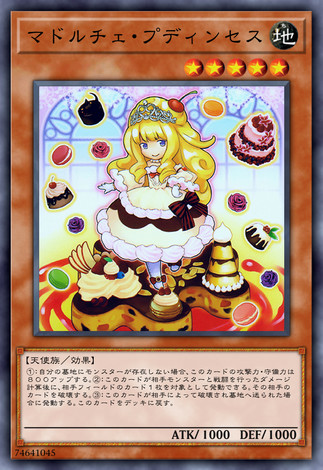 マドルチェ・プディンセス
地
【天使族/効果】
①:自分の墓地にモンスターが存在しない場合、このカードの攻撃力・守備力は
800アップする。②:このカードが相手モンスターと戦闘を行ったダメージ
計算後に、相手フィールドのカード1枚を対象として発動できる。その相手の
カードを破壊する。③:このカードが相手によって破壊され墓地へ送られた場
合に発動する。このカードをデッキに戻す。
ATK/1000 DEF/1000
74641045